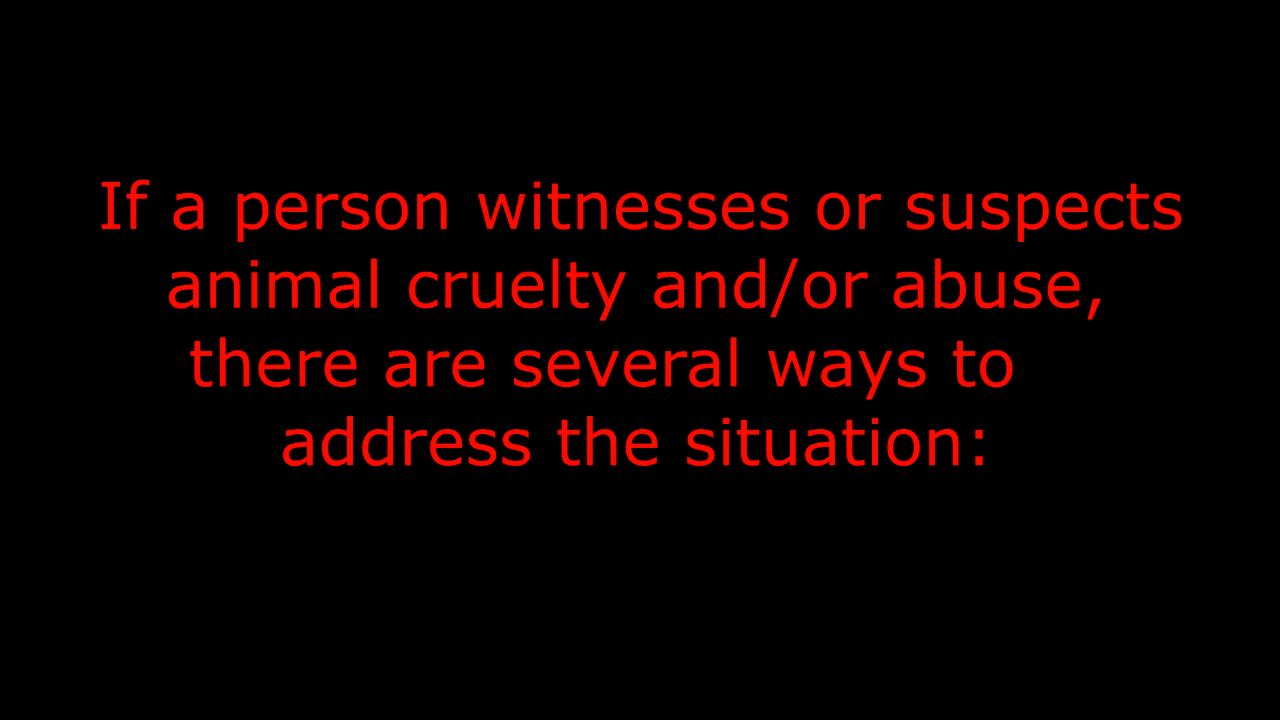 If a person witnesses or suspects
animal cruelty and/or abuse,
there are several ways to
address the situation: